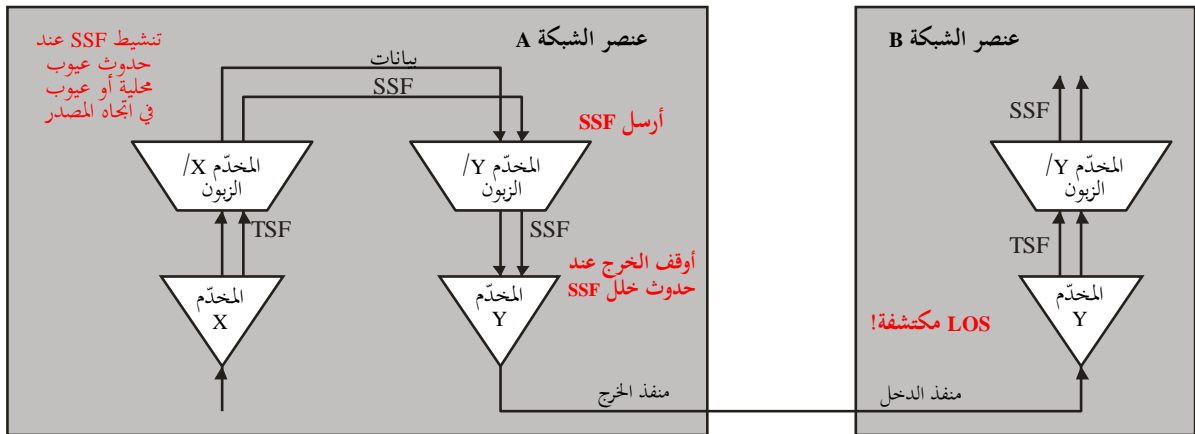 عنصر الشبكة A
تنشيط SSF عند
حدوث عيوب
محلية أو عيوب
في اتجاه المصدر
بيانات
SSF
أرسل SSF
المخدّم X/
الزبون
المخدّم Y/
الزبون
TSF
SSF
أوقف الخرج عند
حدوث خلل SSF
المخدّم
X
المخدّم
Y
منفذ الخرج
عنصر الشبكة B
SSF
المخدّم Y/
الزبون
TSF
المخدّم
Y
LOS مكتشفة!
منفذ الدخل